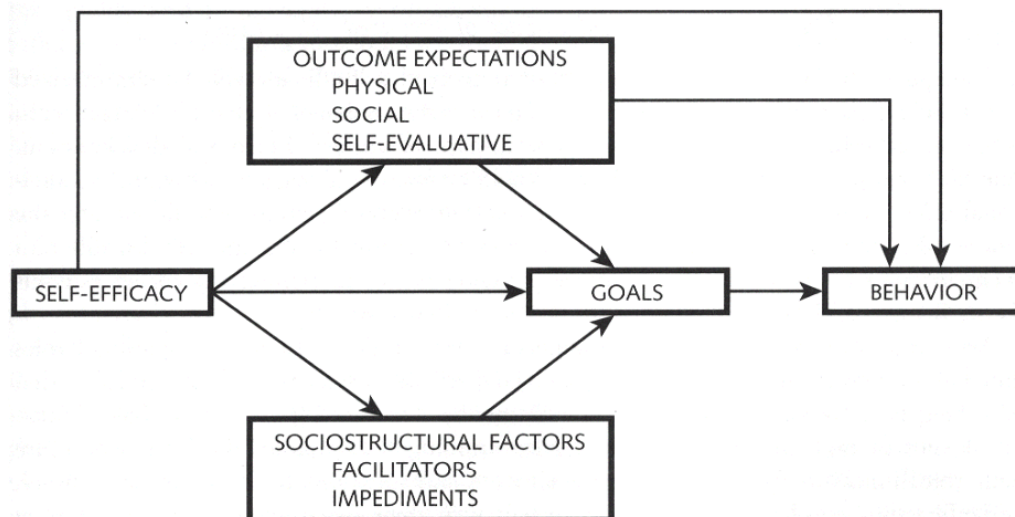 OUTCOME EXPECTATIONS
PHYSICAL
SOCIAL
SELF-EVALUATIVE
SELF-EFFICACY
GOALS
BEHAVIOR
SOCIOSTRUCTURAL FACTORS
FACILITATORS
IMPEDIMENTS